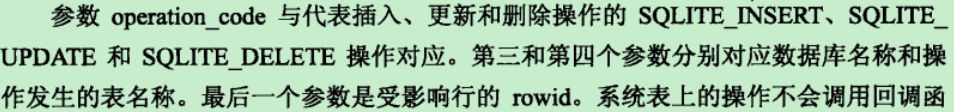 参数 operation_code 与代表插入、更新和删除操作的 SQLITE_INSERT、SQLITE_
UPDATE 和 SQLITE_DELETE 操作对应。第三和第四个参数分别对应数据库名称和操
作发生的表名称。最后一个参数是受影响行的 rowid。系统表上的操作不会调用回调函